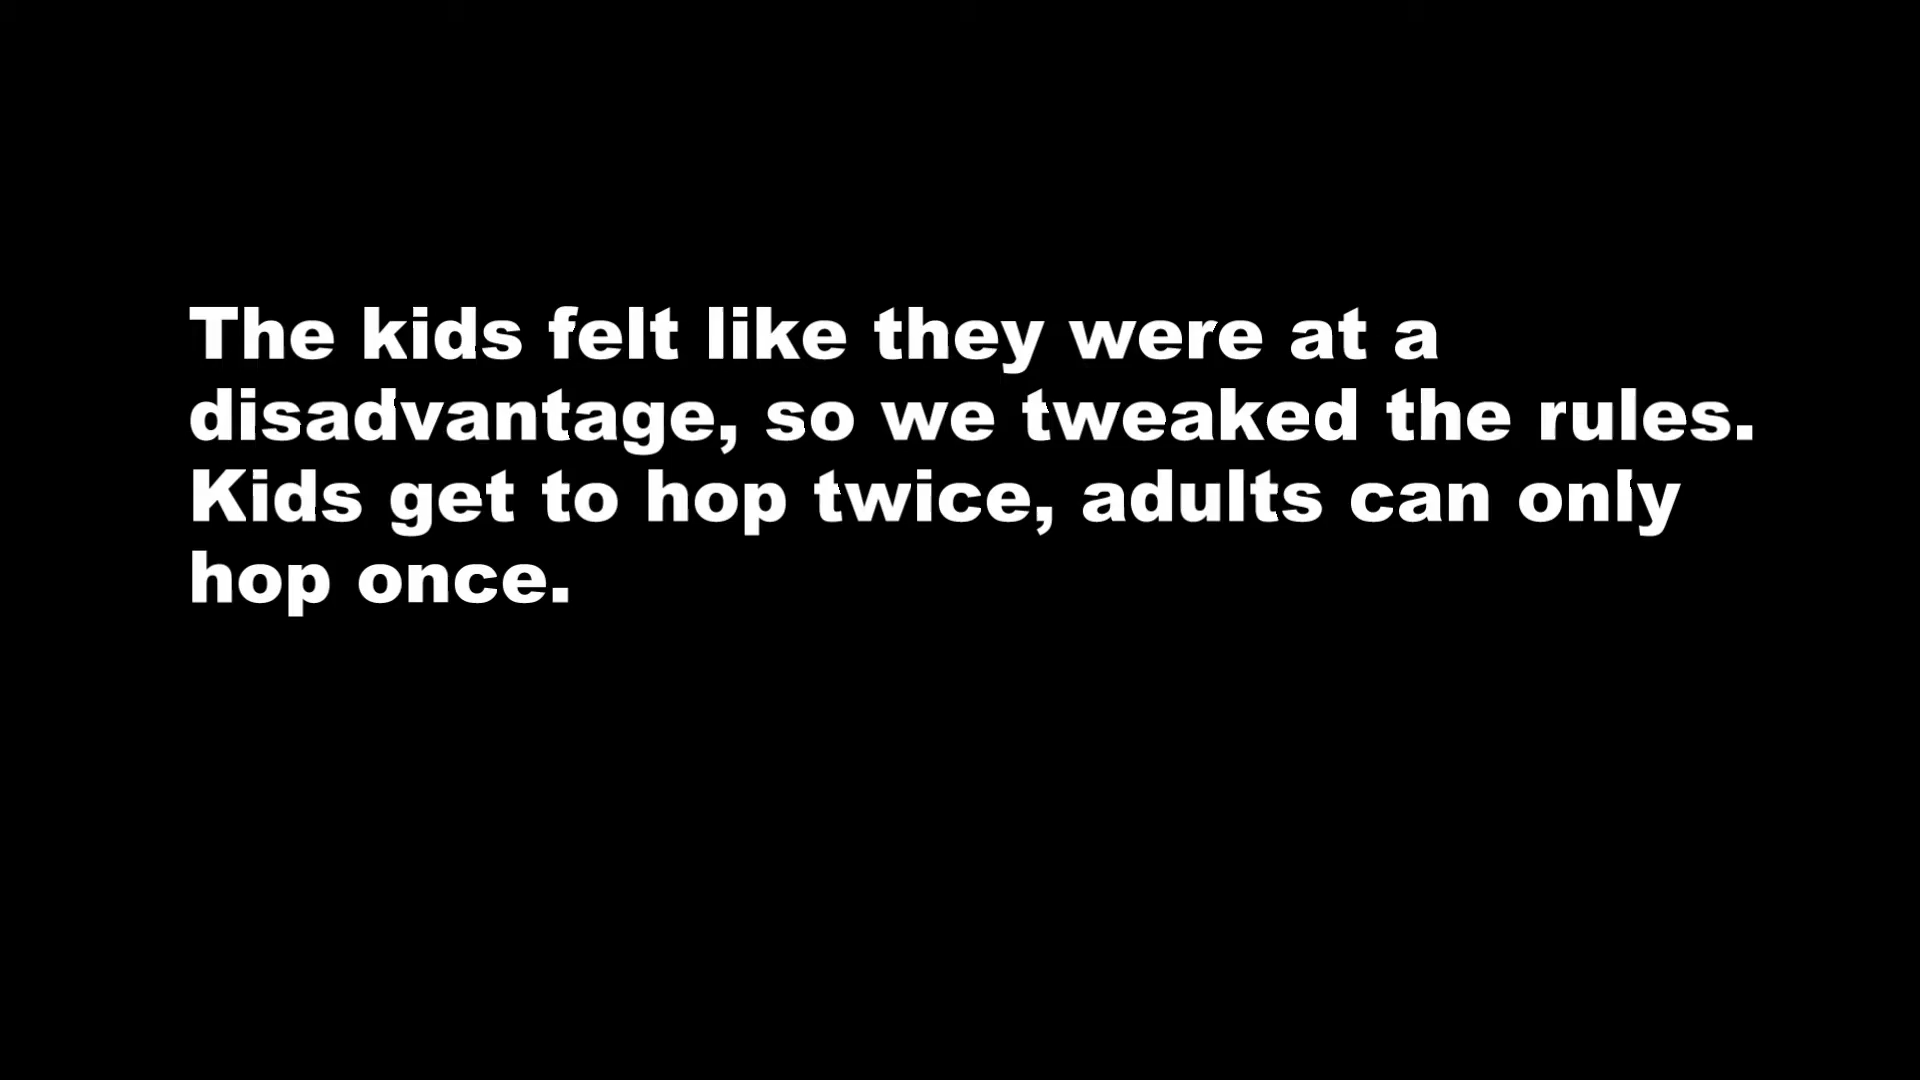 The kids felt like they were at a
disadvantage, so we tweaked the rules.
Kids get to hop twice, adults can only
hop once.